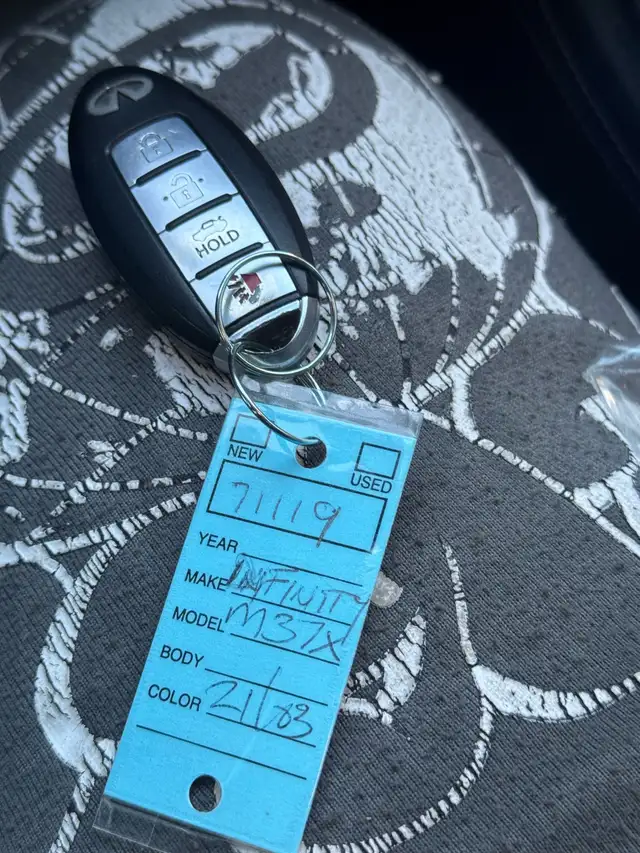 HOLD
NEW
USED
71119
YEAR
MAKE INFINITY
MODEL M37X
BODY
COLOR 21/83